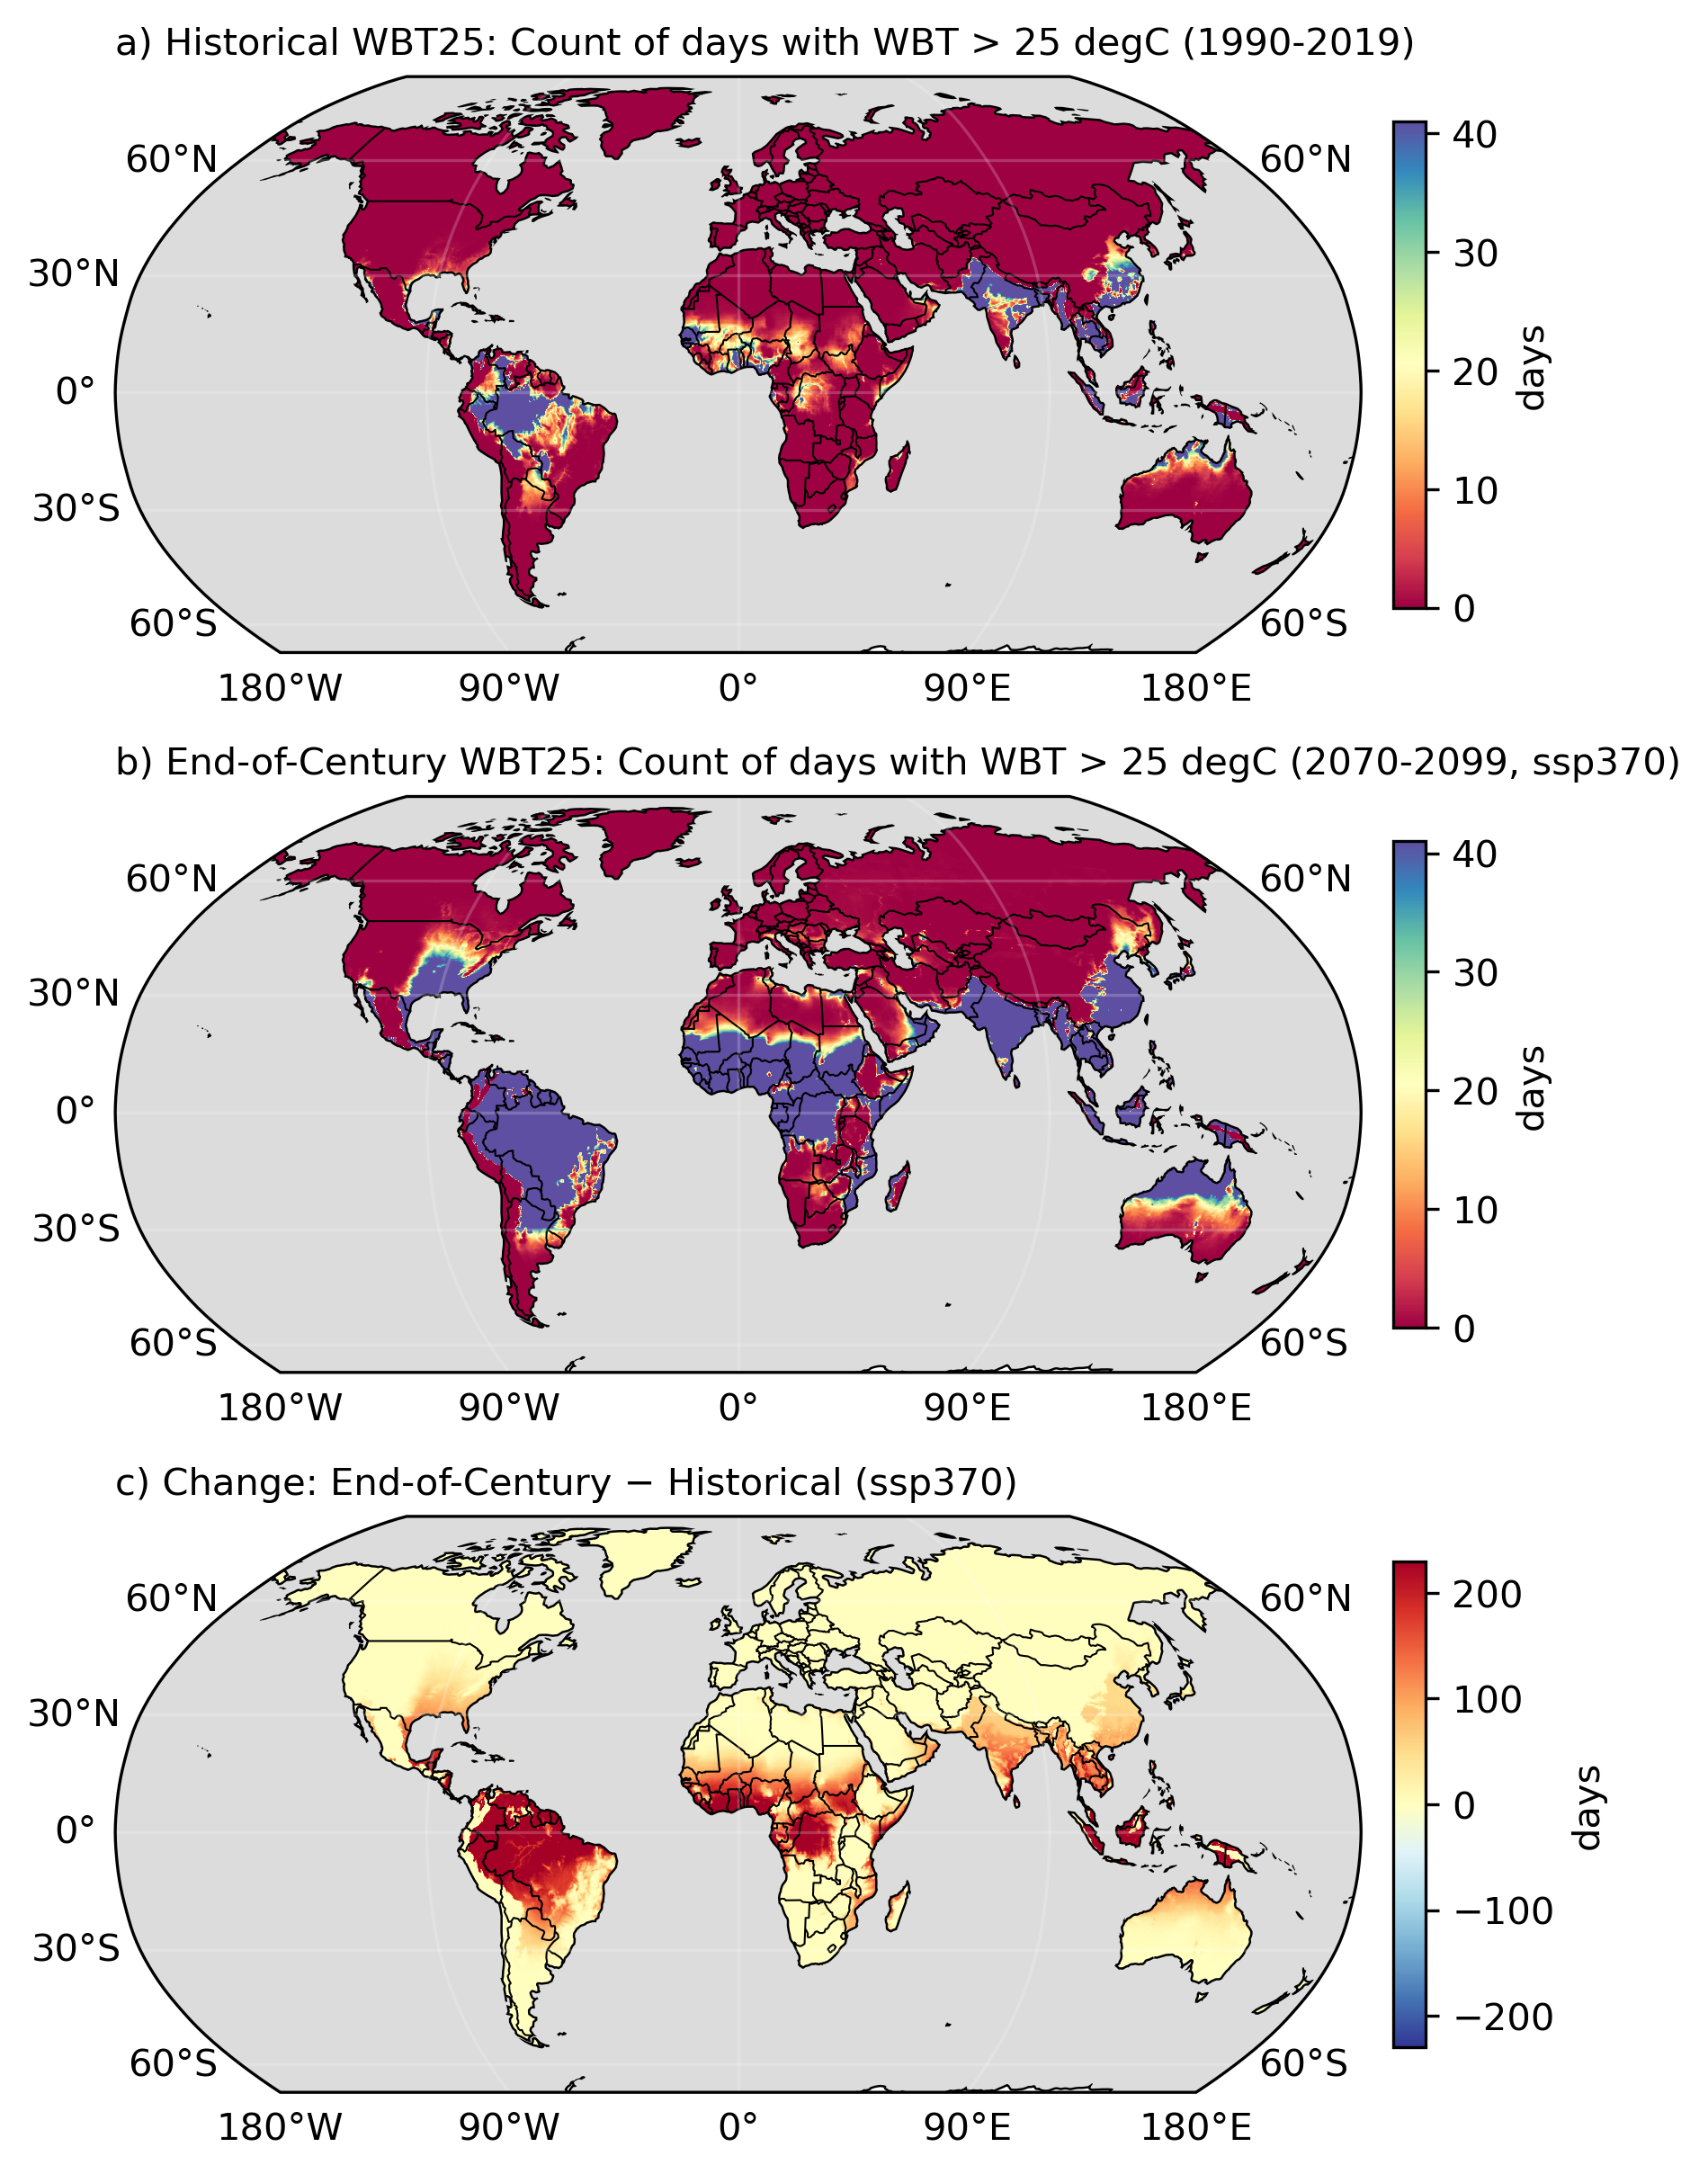 a) Historical WBT25: Count of days with WBT > 25 degC (1990-2019)
60°N
60°N
30°N
0°
30°S
60°S
60°S
180°W
90°W
0°
90°E
180°E
40
30
20
10
0
days
b) End-of-Century WBT25: Count of days with WBT > 25 degC (2070-2099, ssp370)
60°N
60°N
30°N
0°
30°S
60°S
60°S
180°W
90°W
0°
90°E
180°E
40
30
20
10
0
days
c) Change: End-of-Century − Historical (ssp370)
60°N
60°N
30°N
0°
30°S
60°S
60°S
180°W
90°W
0°
90°E
180°E
200
100
0
−100
−200
days